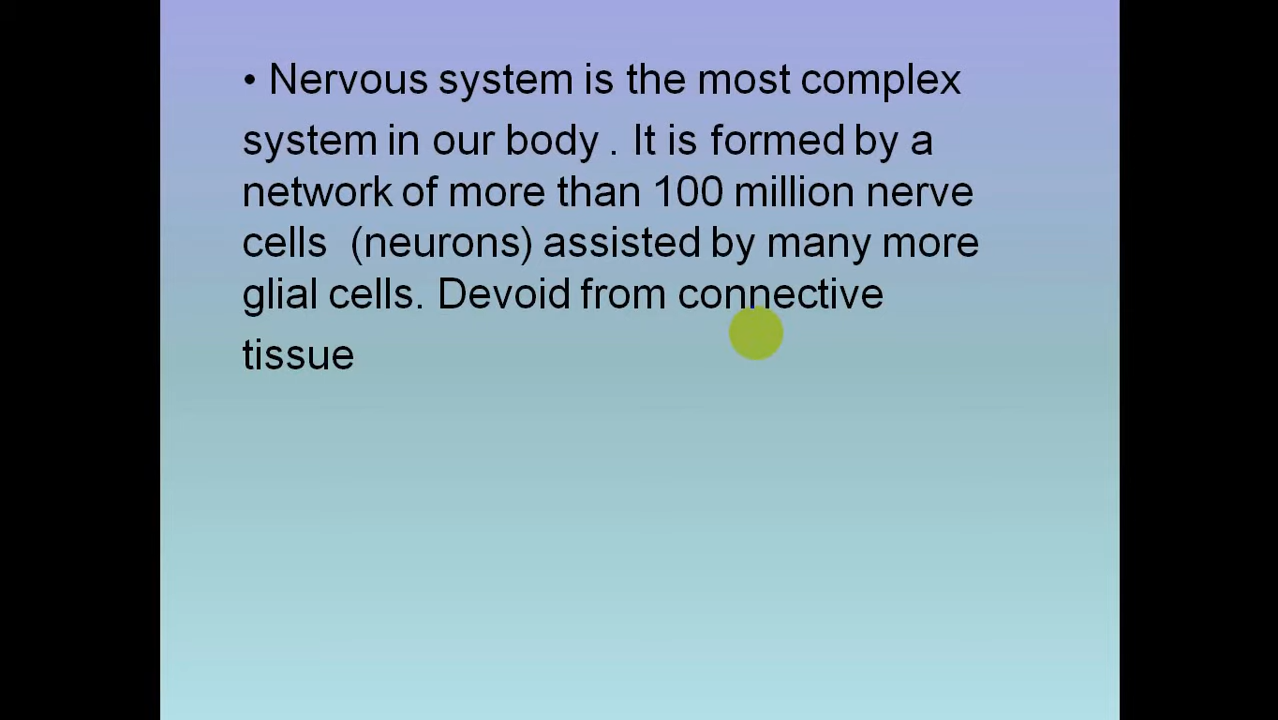 • Nervous system is the most complex
system in our body . It is formed by a
network of more than 100 million nerve
cells  (neurons) assisted by many more
glial cells. Devoid from connective
tissue